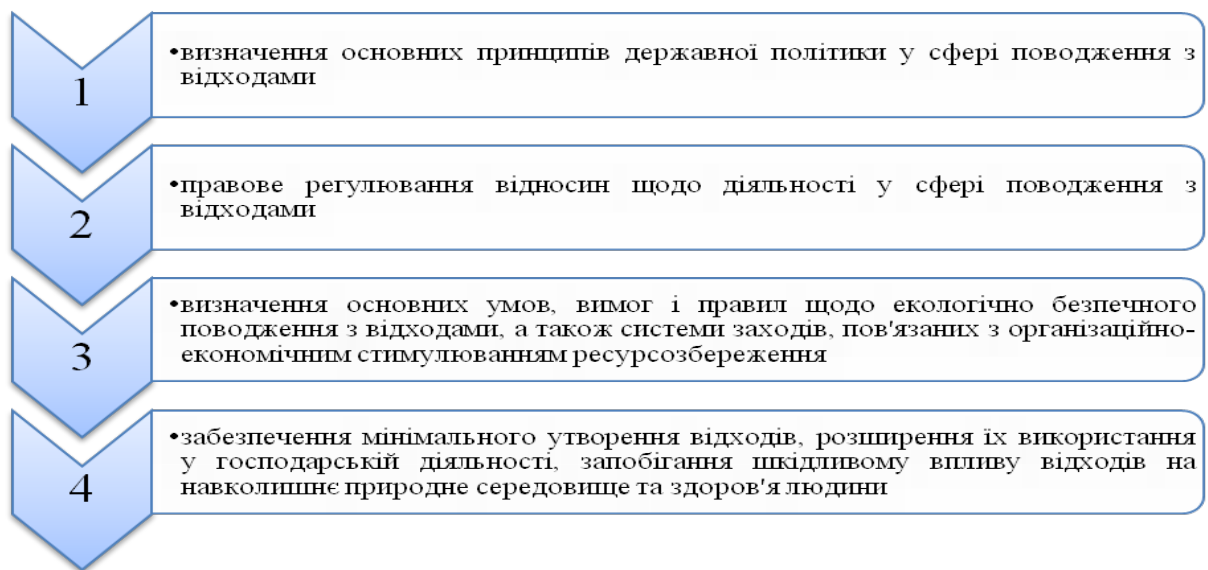 1
•визначення основних принципів державної політики у сфері поводження з
відходами
2
•правове регулювання відносин щодо діяльності у сфері поводження з
відходами
3
•визначення основних умов, вимог і правил щодо екологічно безпечного
поводження з відходами, а також системи заходів, пов'язаних з організаційно-
економічним стимулюванням ресурсозбереження
4
•забезпечення мінімального утворення відходів, розширення їх використання
у господарській діяльності, запобігання шкідливому впливу відходів на
навколишнє природне середовище та здоров'я людини